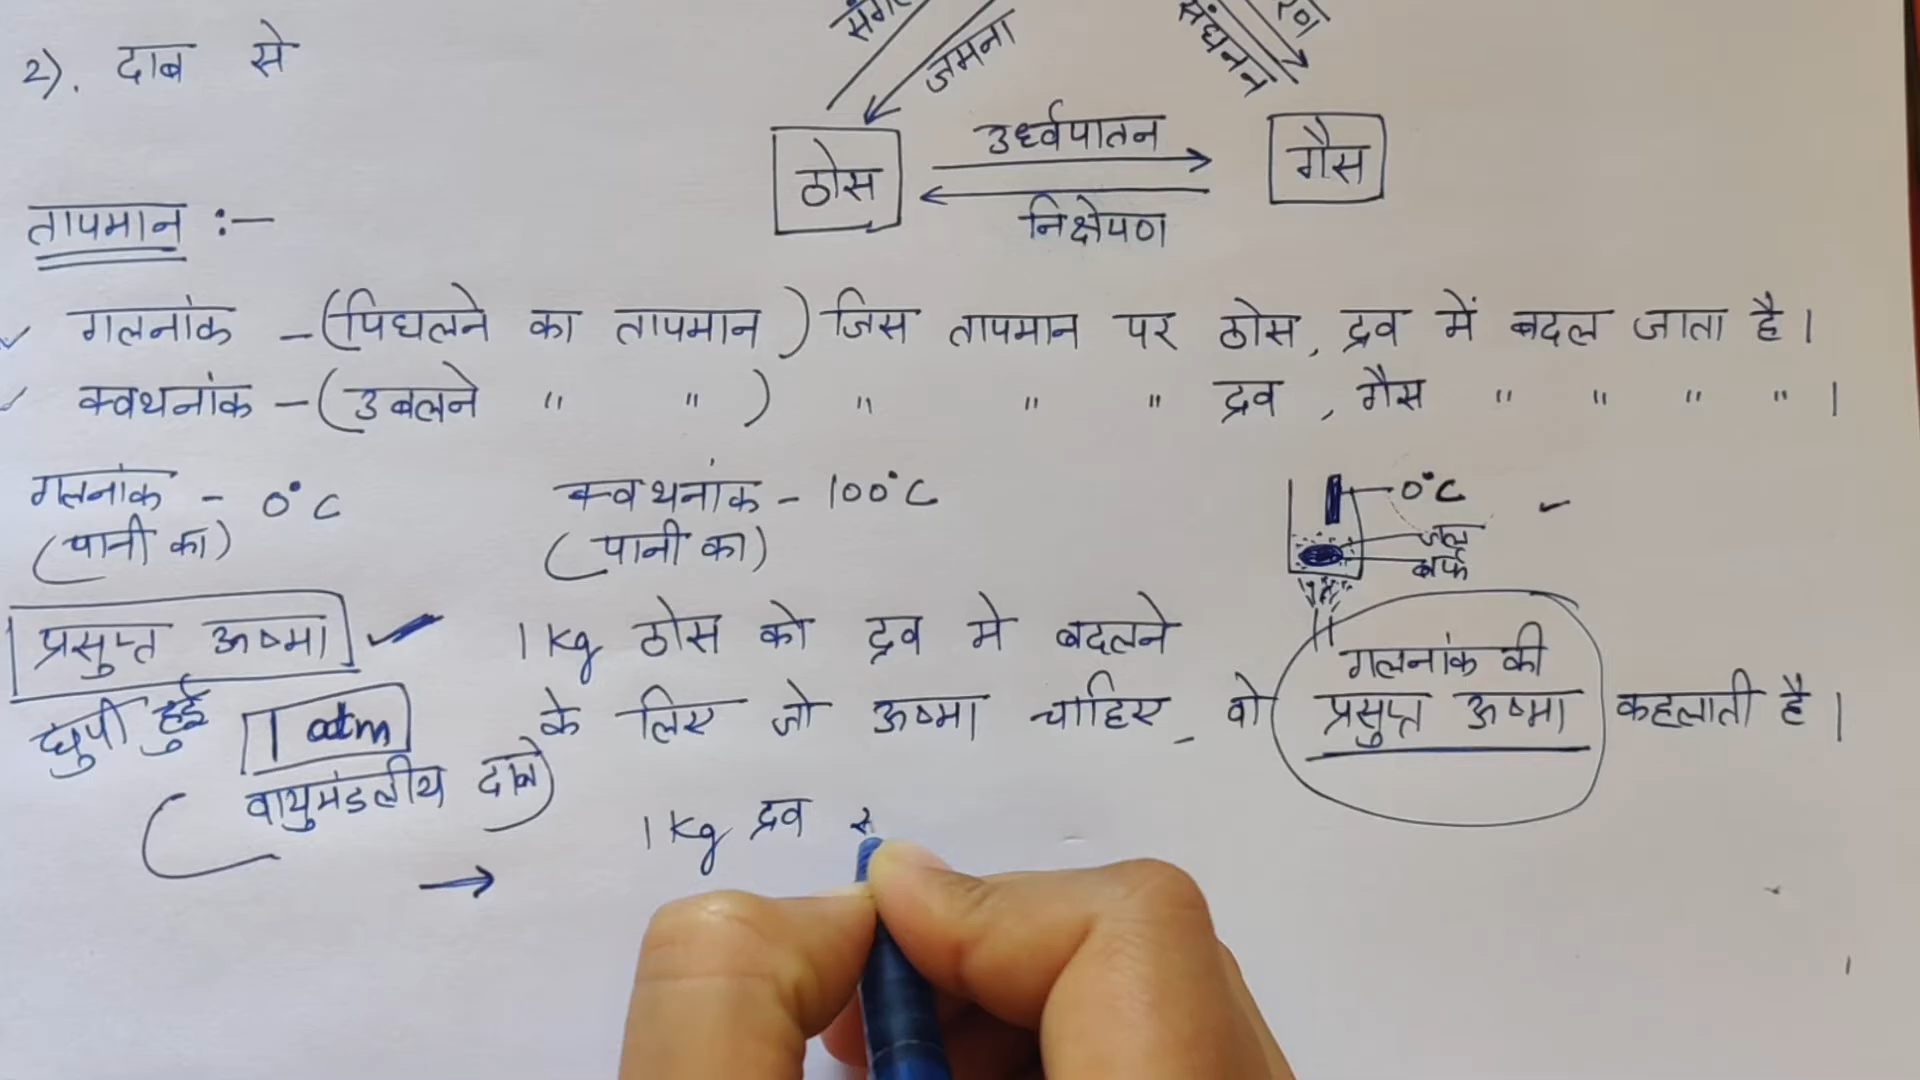 2). दाब से
जमना
संघनन
ठोस
उर्ध्वपातन
निक्षेपण
गैस
तापमान :-
गलनांक - (पिघलने का तापमान) जिस तापमान पर ठोस, द्रव में बदल जाता है।
क्वथनांक - (उबलने " ") " " " द्रव, गैस " " " " ।
गलनांक - 0°C
(पानी का)
क्वथनांक - 100°C
(पानी का)
0°C
जल
बर्फ
प्रसुप्त ऊष्मा
छुपी हुई
1 atm
वायुमंडलीय दाब)
1 kg ठोस को द्रव मे बदलने
के लिए जो ऊष्मा चाहिए, वो गलनांक की
प्रसुप्त ऊष्मा कहलाती है।
1 kg द्रव